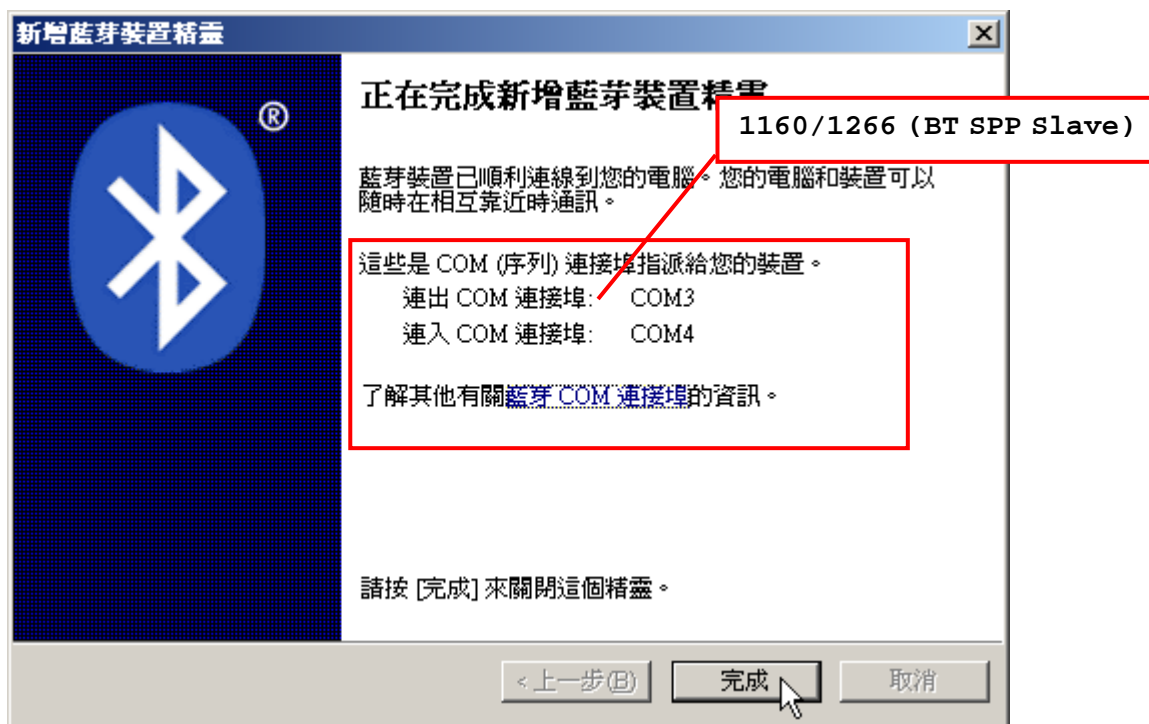 新增藍芽裝置精靈
®
正在完成新增藍芽裝置精靈
1160/1266 (BT SPP Slave)
藍芽裝置已順利連線到您的電腦。您的電腦和裝置可以
隨時在相互靠近時通訊。
這些是 COM (序列) 連接埠指派給您的裝置。
連出 COM 連接埠: COM3
連入 COM 連接埠: COM4
了解其他有關藍芽 COM 連接埠的資訊。
請按 [完成] 來關閉這個精靈。
<上一步(B) 完成 取消